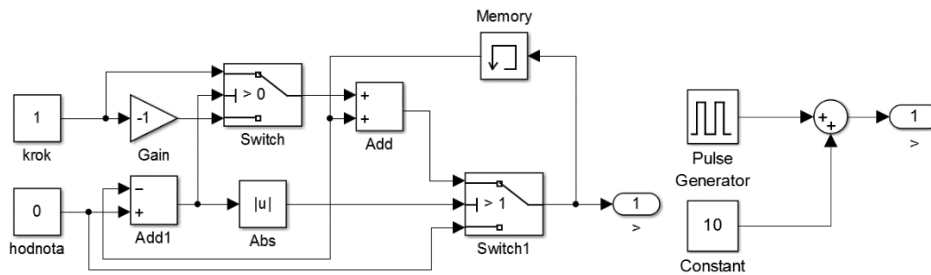 Memory
1
krok
-1
Gain
> 0
Switch
+
+
Add
0
hodnota
−
+
Add1
|u|
Abs
> 1
Switch1
1
>
Pulse
Generator
10
Constant
+
+
1
>